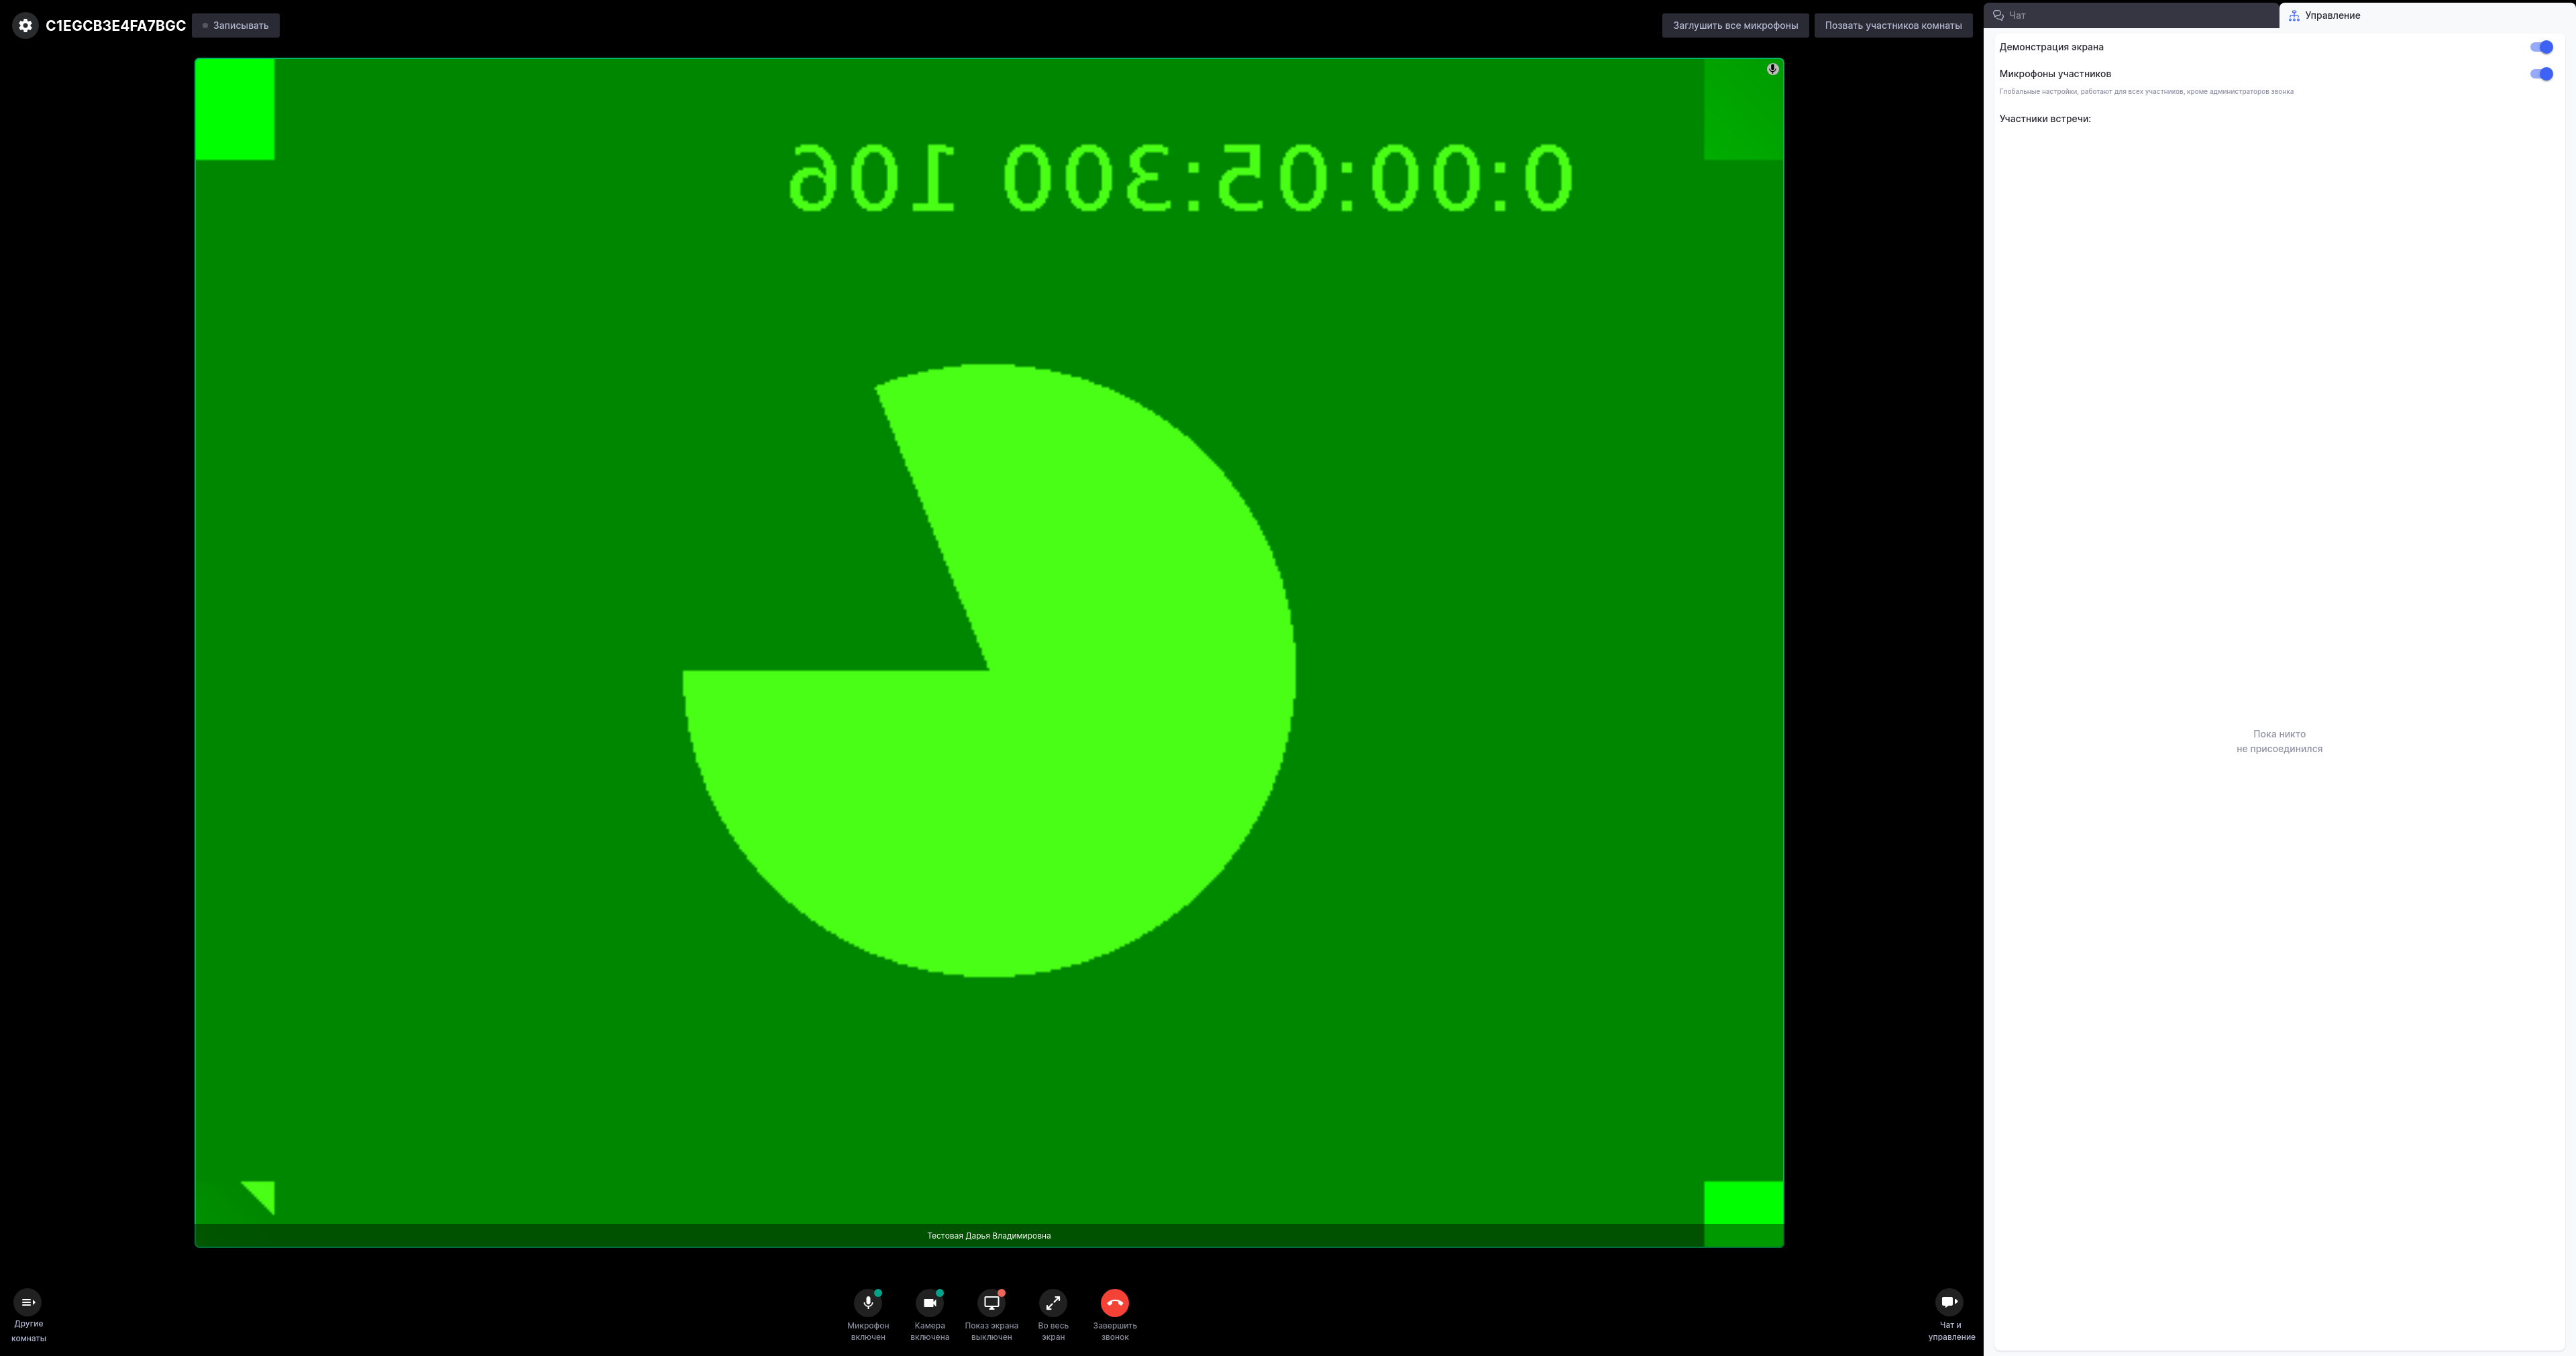 C1EGCB3E4FA7BGC
Записывать
Заглушить все микрофоны
Позвать участников комнаты
Чат
Управление
Демонстрация экрана
Микрофоны участников
Глобальные настройки, работают для всех участников, кроме администраторов звонка
Участники встречи:
0:00:05:300 106
Пока никто
не присоединился
Тестовая Дарья Владимировна
Другие
комнаты
Микрофон
включен
Камера
включена
Показ экрана
выключен
Во весь
экран
Завершить
звонок
Чат и
управление